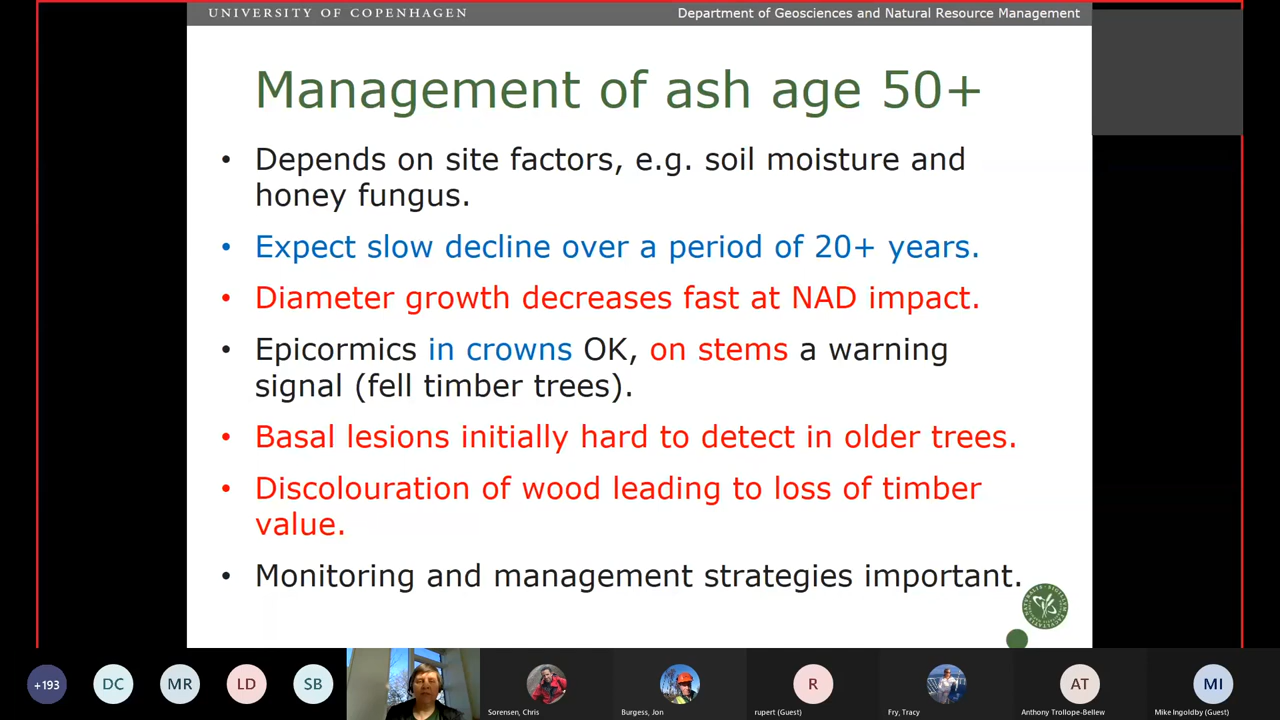 UNIVERSITY OF COPENHAGEN
Department of Geosciences and Natural Resource Management
Management of ash age 50+
• Depends on site factors, e.g. soil moisture and
honey fungus.
• Expect slow decline over a period of 20+ years.
• Diameter growth decreases fast at NAD impact.
• Epicormics in crowns OK, on stems a warning
signal (fell timber trees).
• Basal lesions initially hard to detect in older trees.
• Discolouration of wood leading to loss of timber
value.
• Monitoring and management strategies important.
+193
DC
MR
LD
SB
Sorensen, Chris
Burgess, Jon
R
rupert (Guest)
Fry, Tracy
AT
Anthony Trollope-Bellew
MI
Mike Ingoldby (Guest)